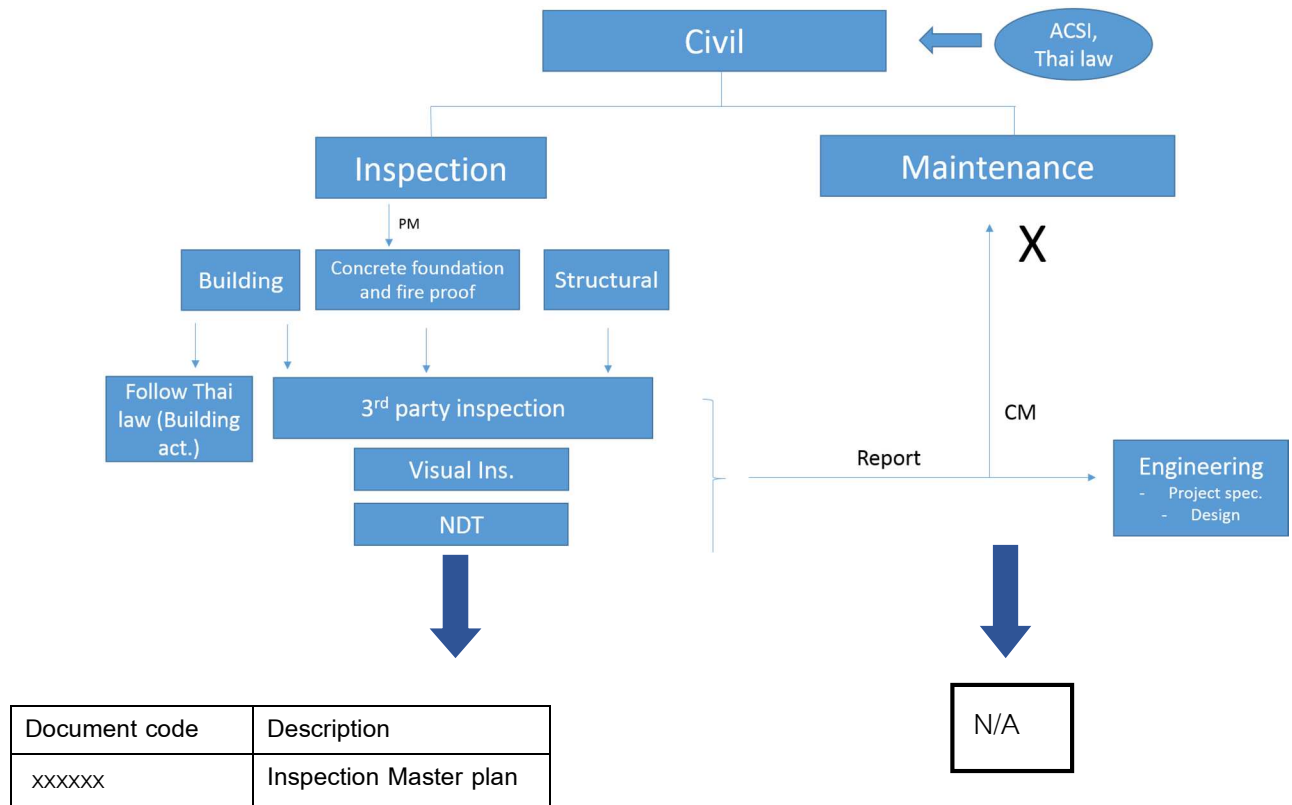 Civil
ACSI,
Thai law
Inspection
Maintenance
PM
X
Building
Concrete foundation
and fire proof
Structural
Follow Thai
law (Building
act.)
3rd party inspection
CM
Visual Ins.
Report
Engineering
- Project spec.
- Design
NDT
N/A
Document code
Description
xxxxxx
Inspection Master plan